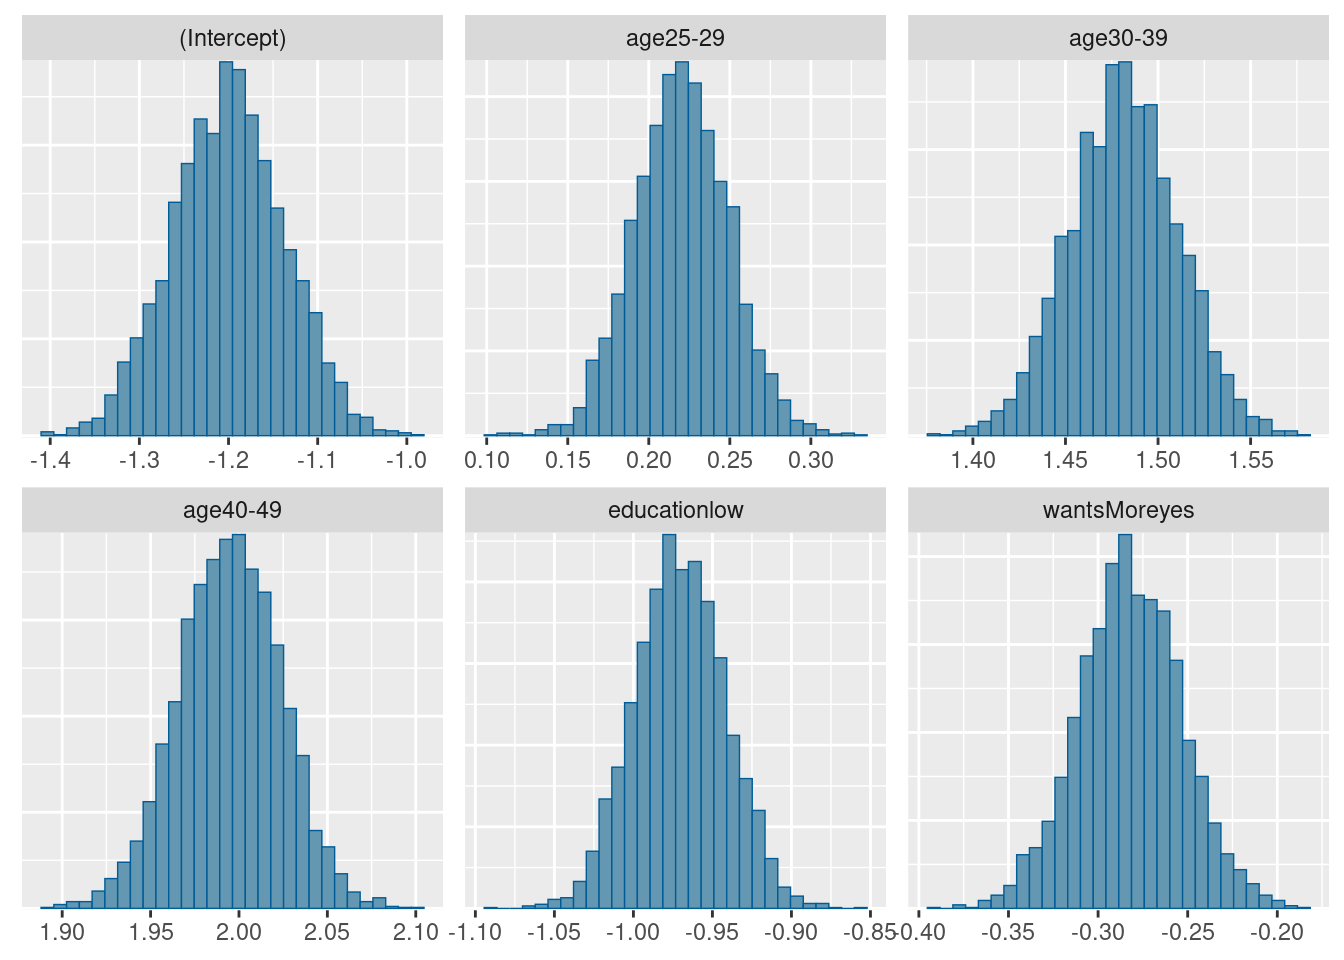 (Intercept)
age25-29
age30-39
-1.4 -1.3 -1.2 -1.1 -1.0
0.10 0.15 0.20 0.25 0.30
1.40 1.45 1.50 1.55
age40-49
educationlow
wantsMoreyes
1.90 1.95 2.00 2.05 2.10
-1.10 -1.05 -1.00 -0.95 -0.90 -0.85
-0.40 -0.35 -0.30 -0.25 -0.20